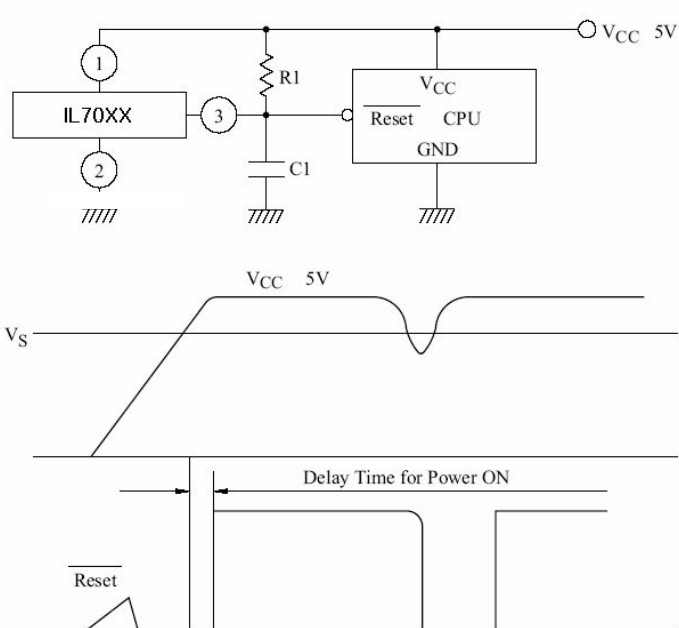 V_CC 5V
1
R1
V_CC
IL70XX
3
Reset CPU
GND
2
C1
V_CC 5V
V_S
Delay Time for Power ON
Reset